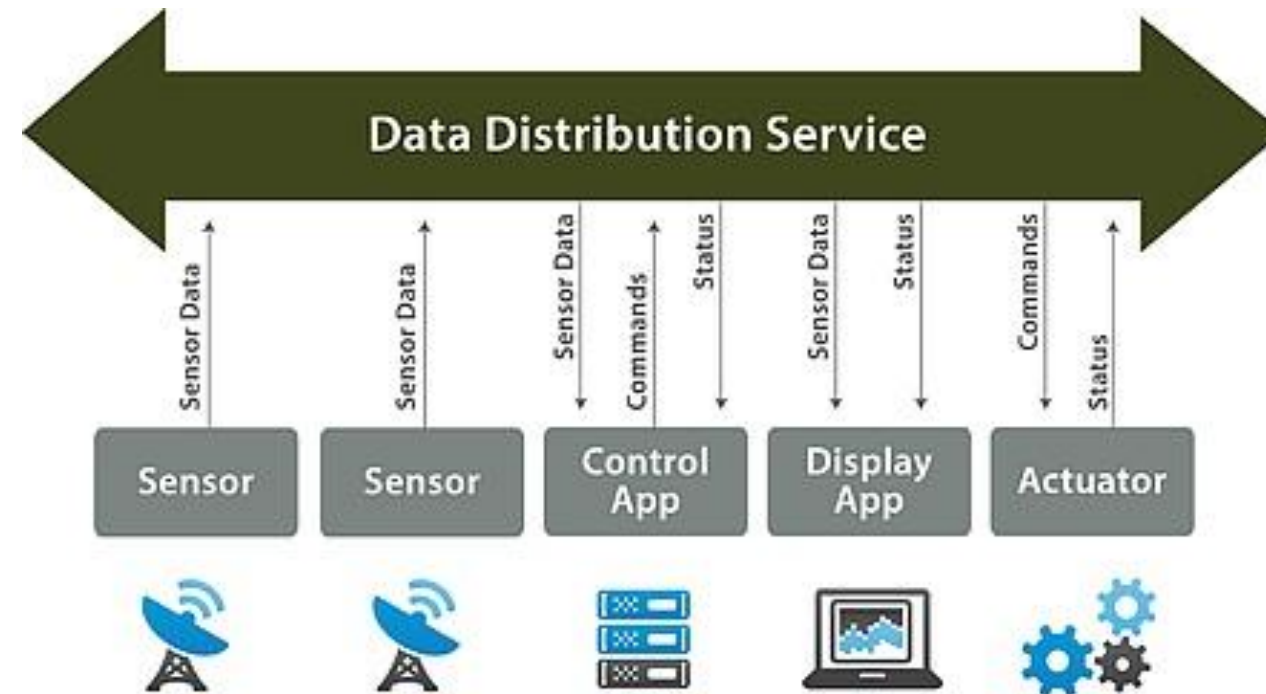 Data Distribution Service
Sensor Data
Sensor Data
Sensor Data
Commands
Status
Sensor Data
Status
Commands
Status
Sensor
Sensor
Control
App
Display
App
Actuator